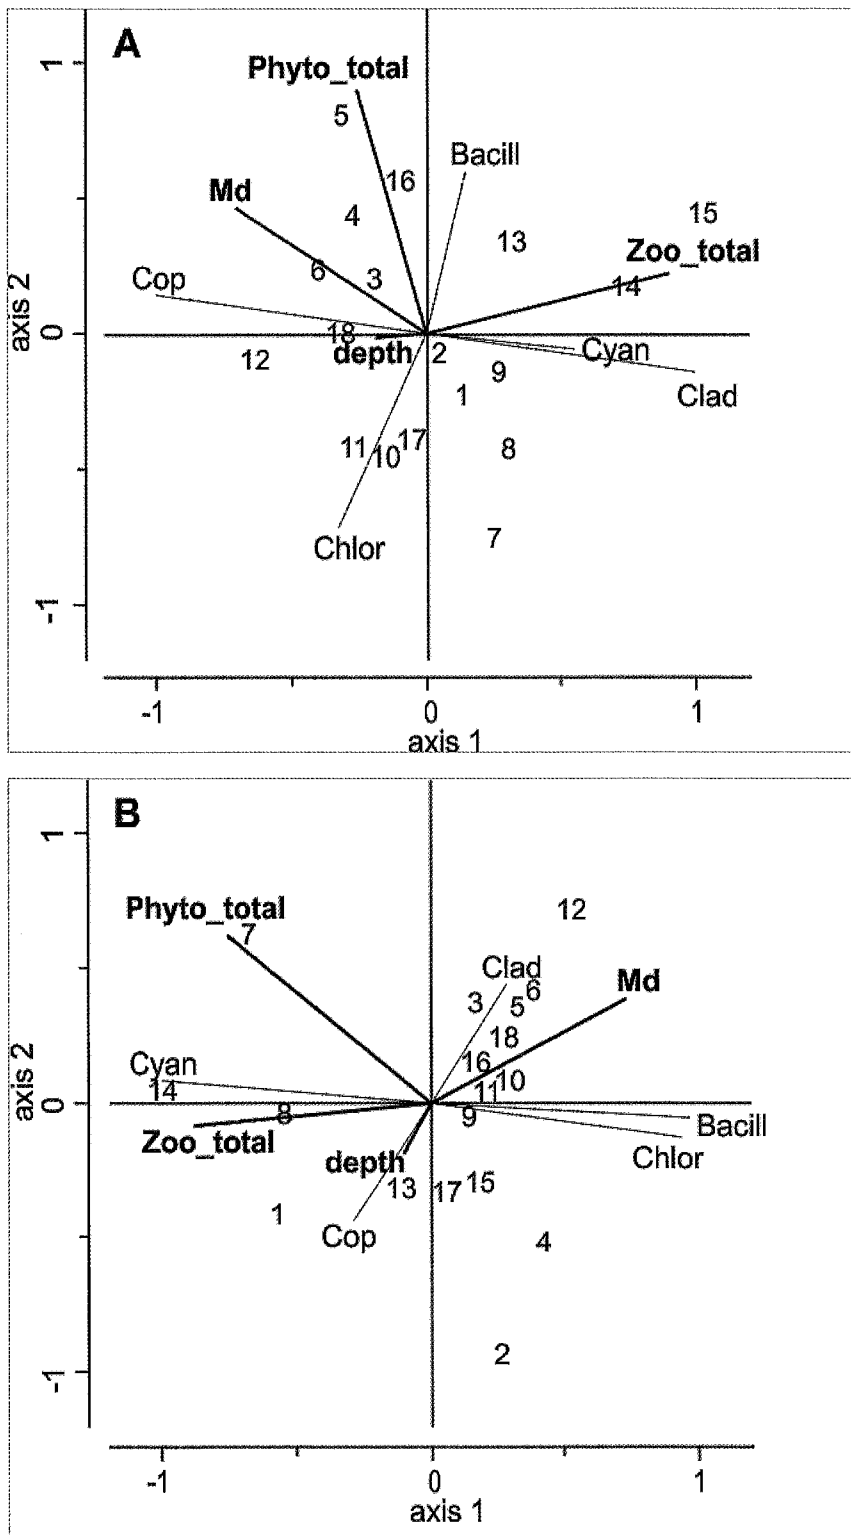 A
1
Phyto_total
5
Bacill
16
Md
4
15
13
Zoo_total
6
3
14
Cop
axis 2
0
18
depth
2
Cyan
12
9
1
Clad
11
10
17
8
7
Chlor
-1
-1
0
1
axis 1
B
1
Phyto_total
7
12
Clad
Md
6
3
5
18
Cyan
16
10
14
11
axis 2
0
8
9
Bacill
Zoo_total
Chlor
depth
13
17
15
1
Cop
4
2
-1
-1
0
1
axis 1